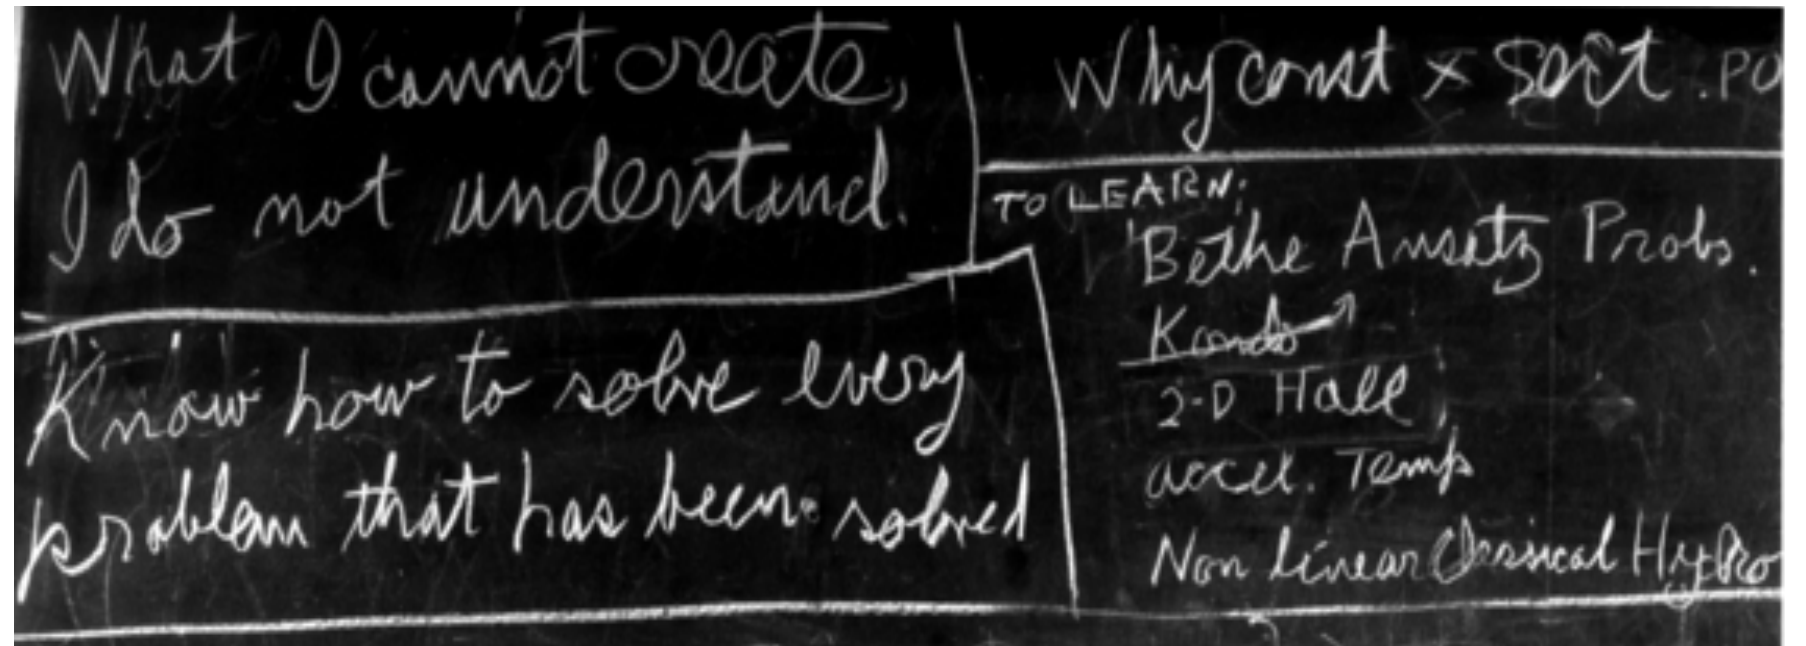 What I cannot create,
I do not understand.
Know how to solve every
problem that has been solved
Why const × sort . PO
TO LEARN:
Bethe Ansatz Probs.
Kondo
2-D Hall
accel. Temp
Non linear Classical Hydro